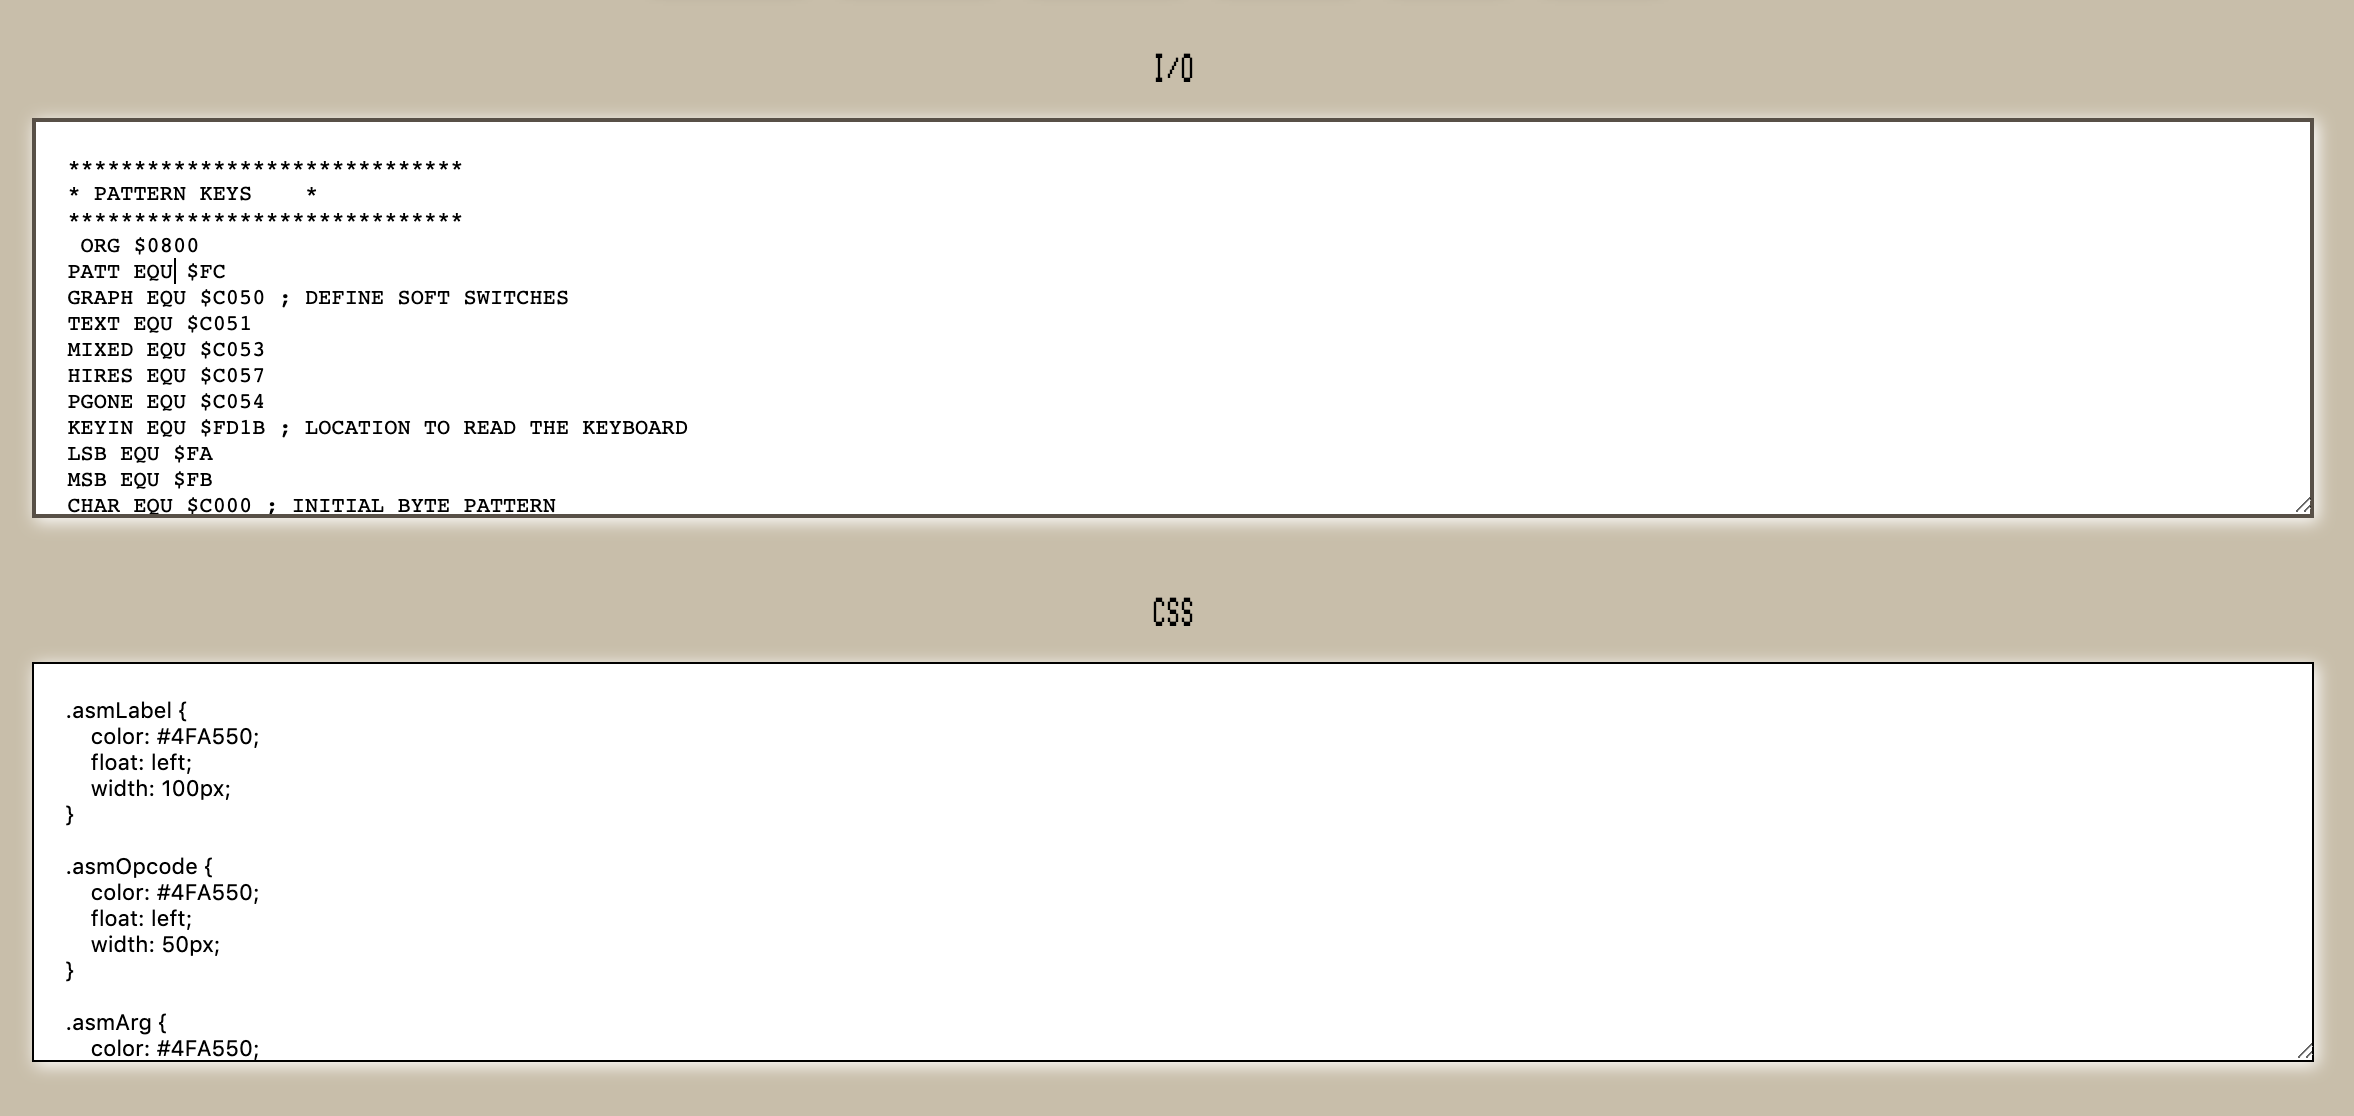 I/O
******************************
* PATTERN KEYS    *
******************************
 ORG $0800
PATT EQU $FC
GRAPH EQU $C050 ; DEFINE SOFT SWITCHES
TEXT EQU $C051
MIXED EQU $C053
HIRES EQU $C057
PGONE EQU $C054
KEYIN EQU $FD1B ; LOCATION TO READ THE KEYBOARD
LSB EQU $FA
MSB EQU $FB
CHAR EQU $C000 ; INITIAL BYTE PATTERN
CSS
.asmLabel {
    color: #4FA550;
    float: left;
    width: 100px;
}
.asmOpcode {
    color: #4FA550;
    float: left;
    width: 50px;
}
.asmArg {
    color: #4FA550;